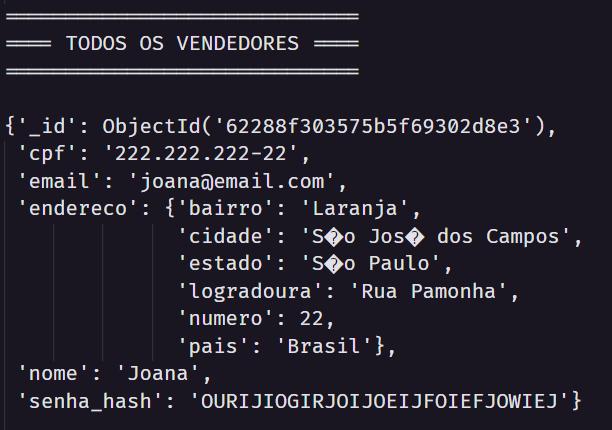 ==============================
==== TODOS OS VENDEDORES ====
==============================
{'_id': ObjectId('62288f303575b5f69302d8e3'),
'cpf': '222.222.222-22',
'email': 'joana@email.com',
'endereco': {'bairro': 'Laranja',
'cidade': 'S�o Jos� dos Campos',
'estado': 'S�o Paulo',
'logradoura': 'Rua Pamonha',
'numero': 22,
'pais': 'Brasil'},
'nome': 'Joana',
'senha_hash': 'OURIJIOGIRJOIJOEIJFOIEFJOWIEJ'}